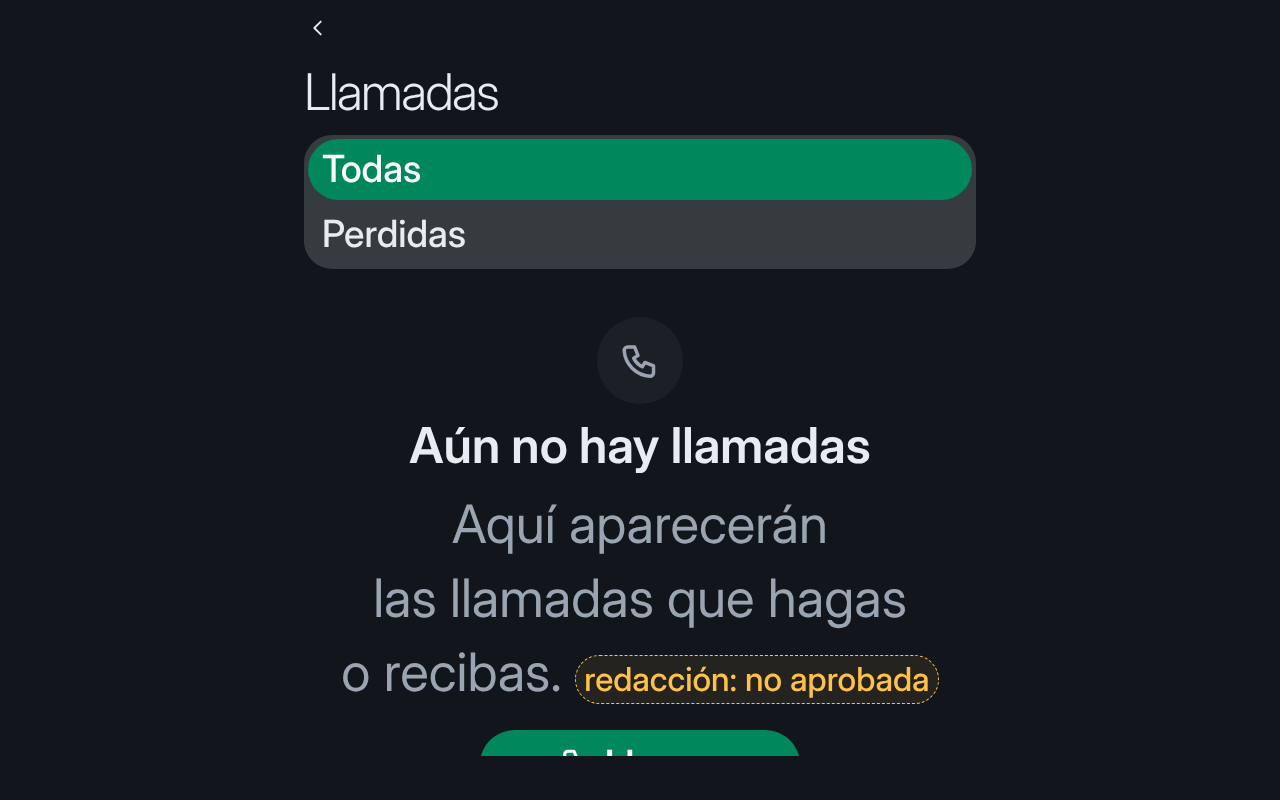 Llamadas
Todas
Perdidas
Aún no hay llamadas
Aquí aparecerán
las llamadas que hagas
o recibas. redacción: no aprobada